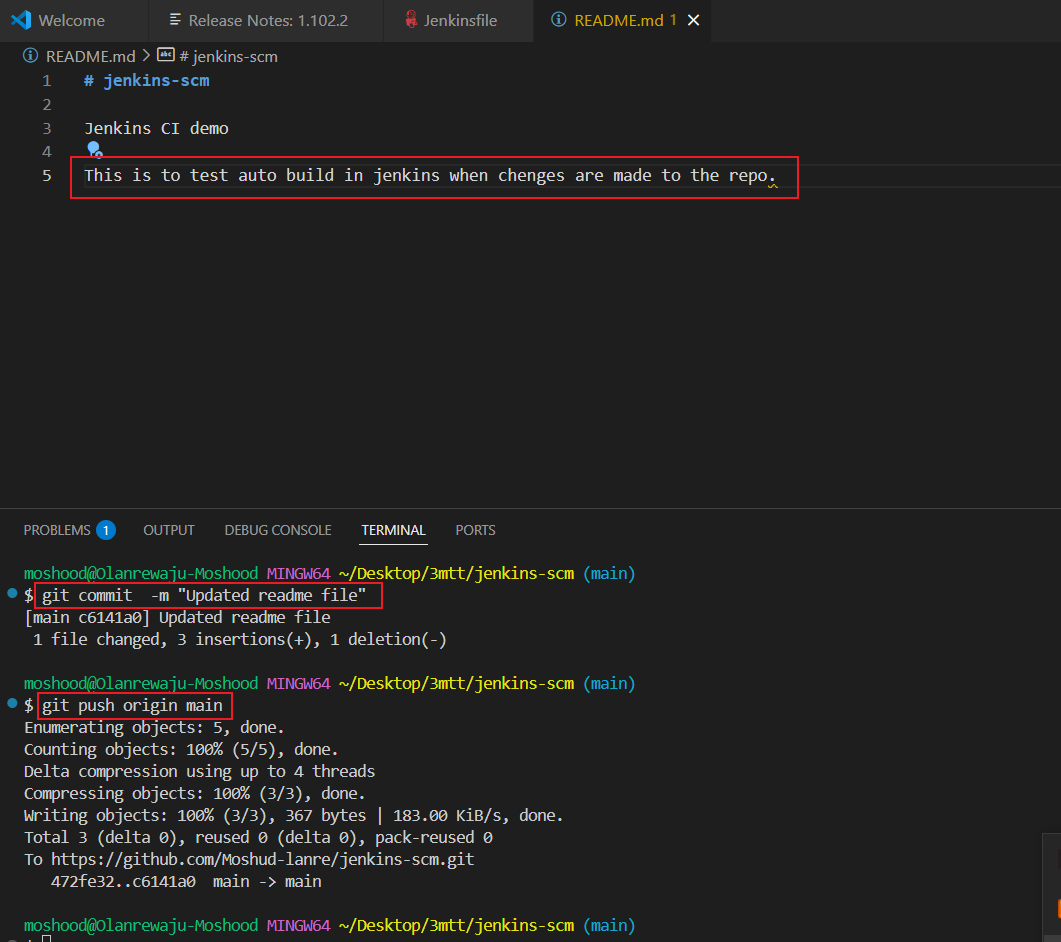 Welcome
Release Notes: 1.102.2
Jenkinsfile
README.md 1
README.md > # jenkins-scm
1 # jenkins-scm
2
3 Jenkins CI demo
4
5 This is to test auto build in jenkins when chenges are made to the repo.
PROBLEMS 1 OUTPUT DEBUG CONSOLE TERMINAL PORTS
moshood@Olanrewaju-Moshood MINGW64 ~/Desktop/3mtt/jenkins-scm (main)
$ git commit  -m "Updated readme file"
[main c6141a0] Updated readme file
 1 file changed, 3 insertions(+), 1 deletion(-)
moshood@Olanrewaju-Moshood MINGW64 ~/Desktop/3mtt/jenkins-scm (main)
$ git push origin main
Enumerating objects: 5, done.
Counting objects: 100% (5/5), done.
Delta compression using up to 4 threads
Compressing objects: 100% (3/3), done.
Writing objects: 100% (3/3), 367 bytes | 183.00 KiB/s, done.
Total 3 (delta 0), reused 0 (delta 0), pack-reused 0
To https://github.com/Moshud-lanre/jenkins-scm.git
   472fe32..c6141a0  main -> main
moshood@Olanrewaju-Moshood MINGW64 ~/Desktop/3mtt/jenkins-scm (main)